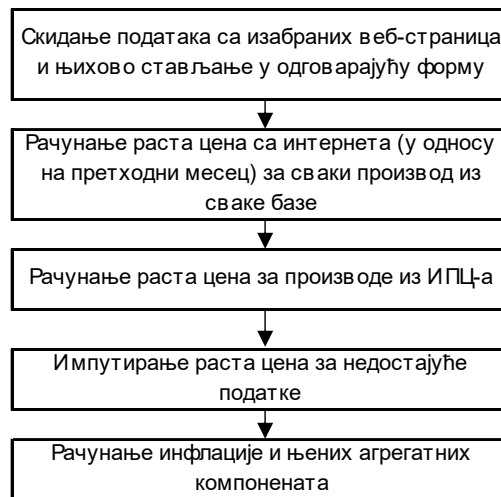 Скидање података са изабраних веб-страница
и њихово стављање у одговарајућу форму
Рачунање раста цена са интернета (у односу
на претходни месец) за сваки производ из
сваке базе
Рачунање раста цена за производе из ИПЦ-а
Импутирање раста цена за недостајуће
податке
Рачунање инфлације и њених агрегатних
компонената